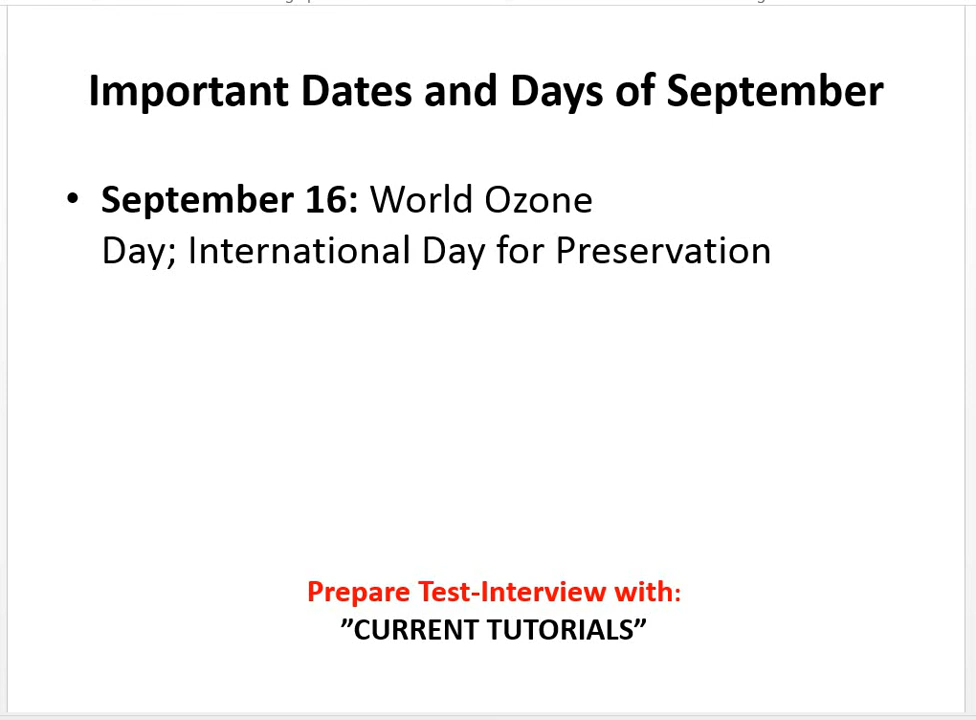 Important Dates and Days of September
• September 16: World Ozone
Day; International Day for Preservation
Prepare Test-Interview with:
”CURRENT TUTORIALS”